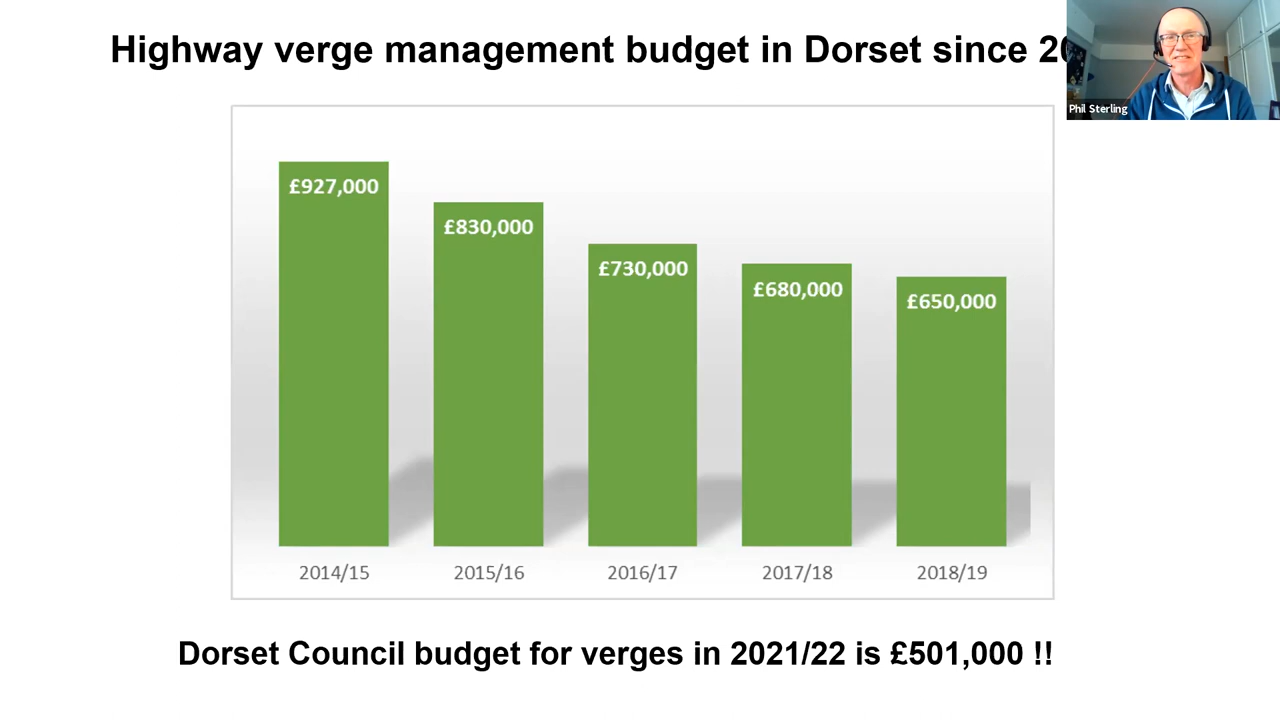 Highway verge management budget in Dorset since
Phil Sterling
£927,000
£830,000
£730,000
£680,000
£650,000
2014/15 2015/16 2016/17 2017/18 2018/19
Dorset Council budget for verges in 2021/22 is £501,000 !!